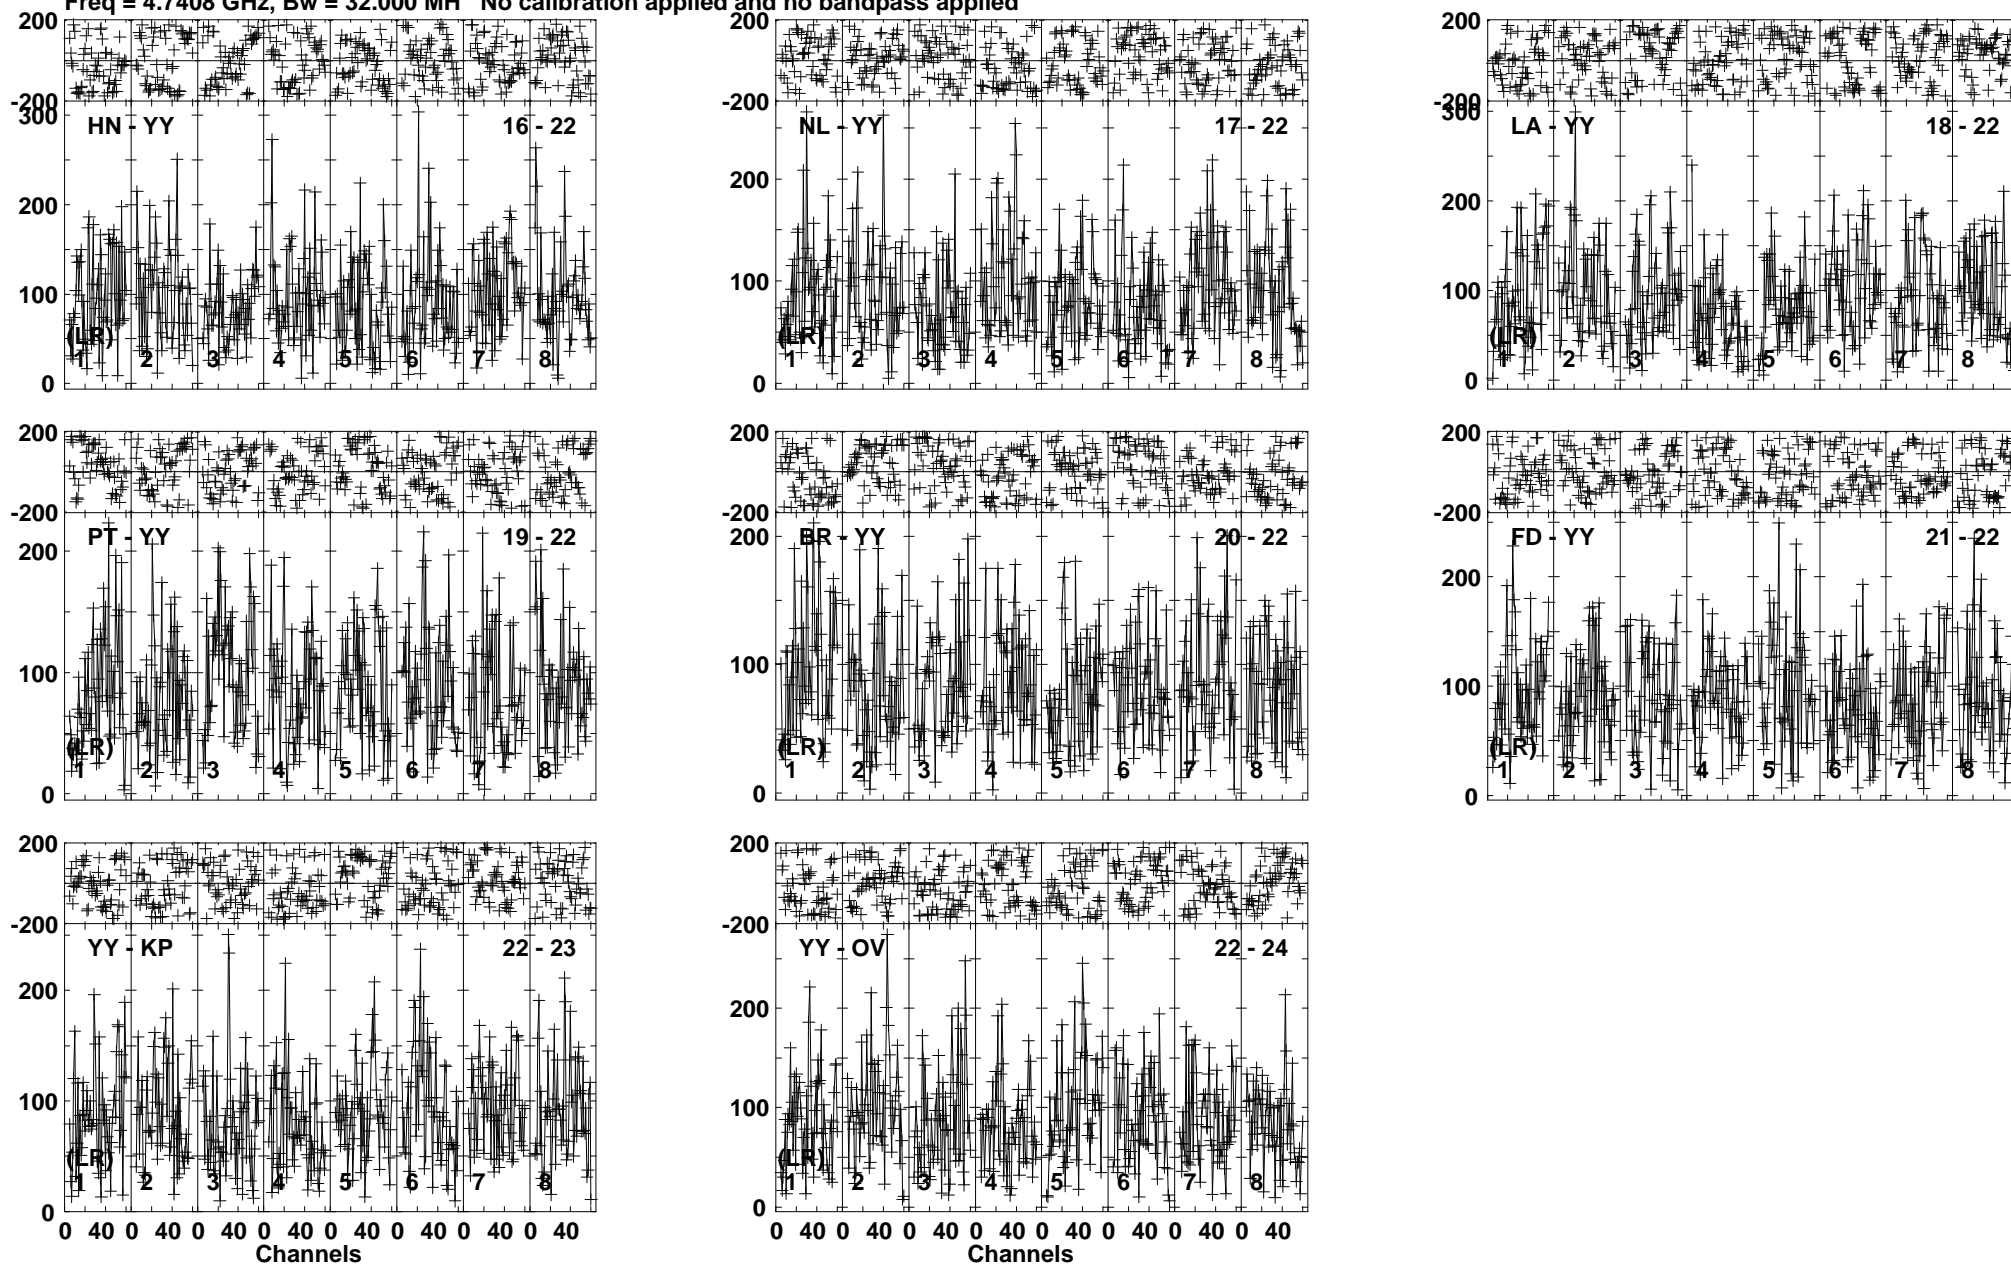 Freq = 4.7408 GHz, Bw = 32.000 MH No calibration applied and no bandpass applied
200
-200
300
200
100
0
HN - YY
16 - 22
(LR)
1 2 3 4 5 6 7 8
200
-200
200
100
0
NL - YY
17 - 22
(LR)
1 2 3 4 5 6 7 8
200
-200
300
200
100
0
LA - YY
18 - 22
(LR)
1 2 3 4 5 6 7 8
200
-200
200
100
0
PT - YY
19 - 22
(LR)
1 2 3 4 5 6 7 8
200
-200
200
100
0
BR - YY
20 - 22
(LR)
1 2 3 4 5 6 7 8
200
-200
200
100
0
FD - YY
21 - 22
(LR)
1 2 3 4 5 6 7 8
200
-200
200
100
0
YY - KP
22 - 23
(LR)
1 2 3 4 5 6 7 8
0 40 0 40 0 40 0 40 0 40 0 40 0 40 0 40
Channels
200
-200
200
100
0
YY - OV
22 - 24
(LR)
1 2 3 4 5 6 7 8
0 40 0 40 0 40 0 40 0 40 0 40 0 40 0 40
Channels